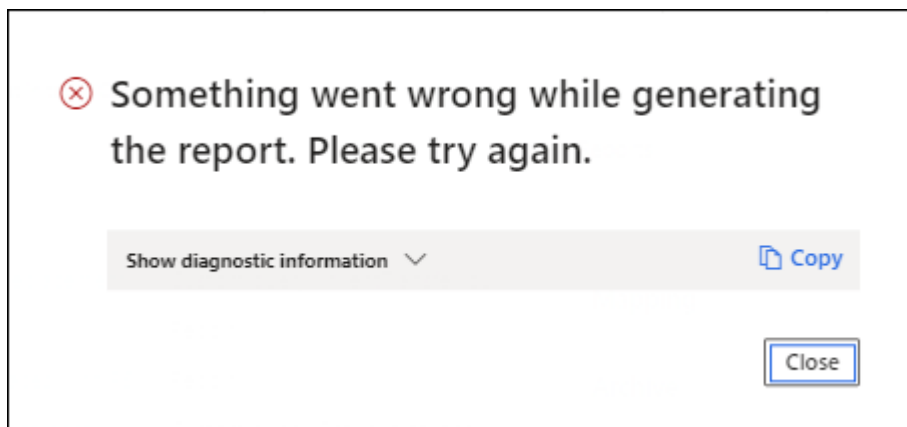 Something went wrong while generating
the report. Please try again.
Show diagnostic information
Copy
Close